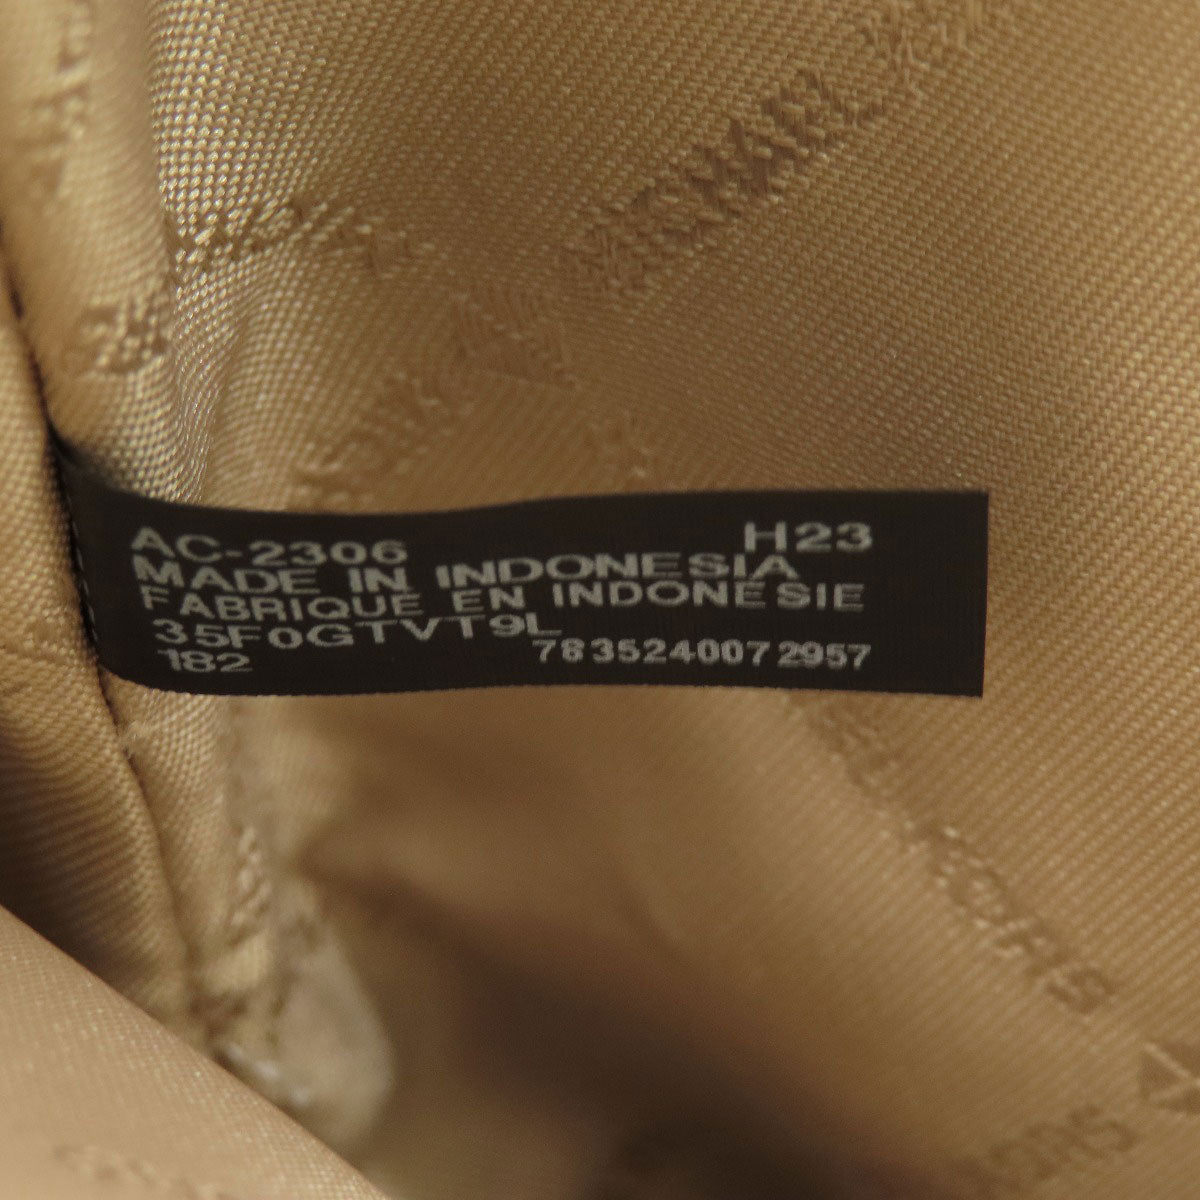 AC-2306 H23
MADE IN INDONESIA
FABRIQUE EN INDONESIE
35F0GTVT9L
182 783524007 2957